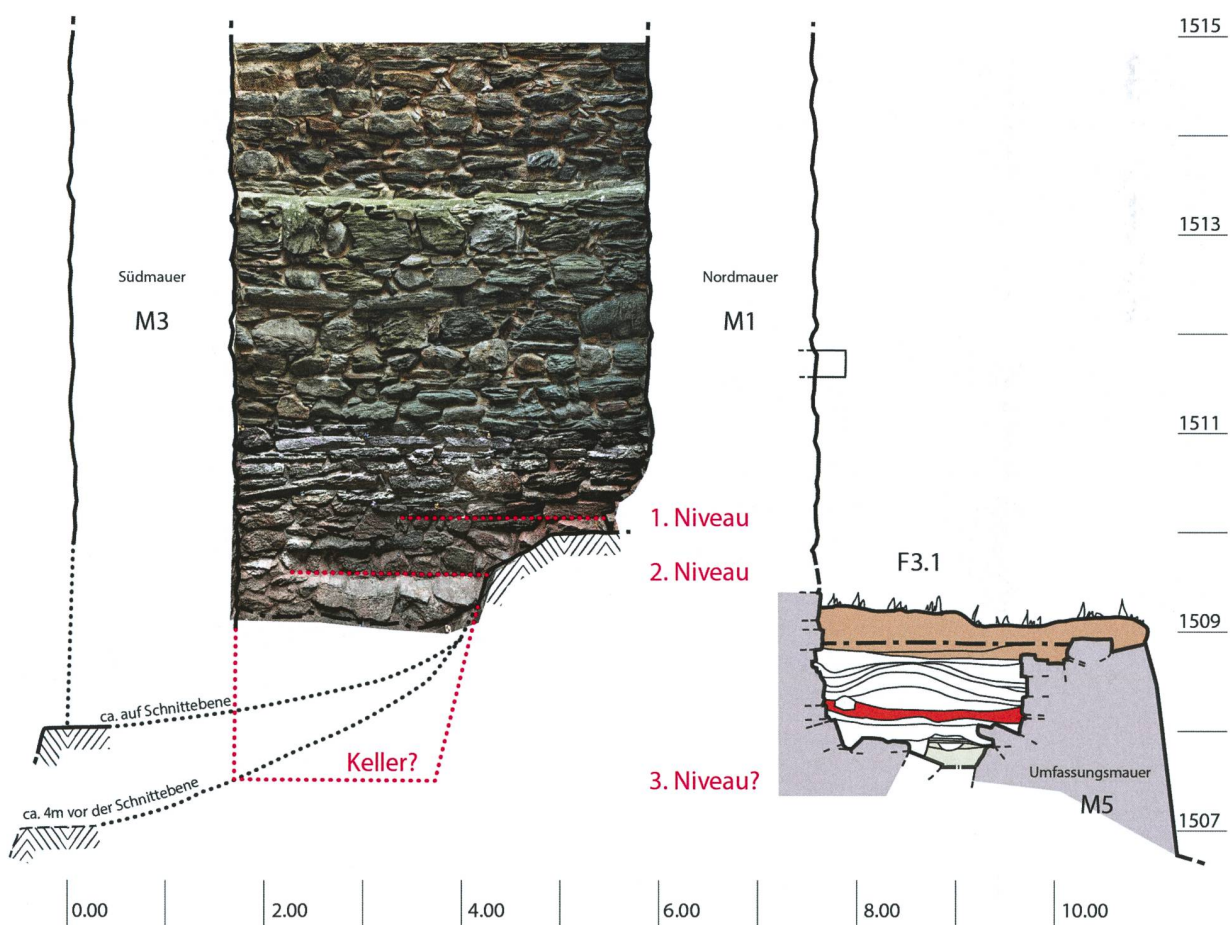 1515
1513
Südmauer
M3
Nordmauer
M1
1511
1. Niveau
2. Niveau
F3.1
1509
ca. auf Schnittebene
Keller?
3. Niveau?
Umfassungsmauer
M5
ca. 4m vor der Schnittebene
1507
0.00
2.00
4.00
6.00
8.00
10.00